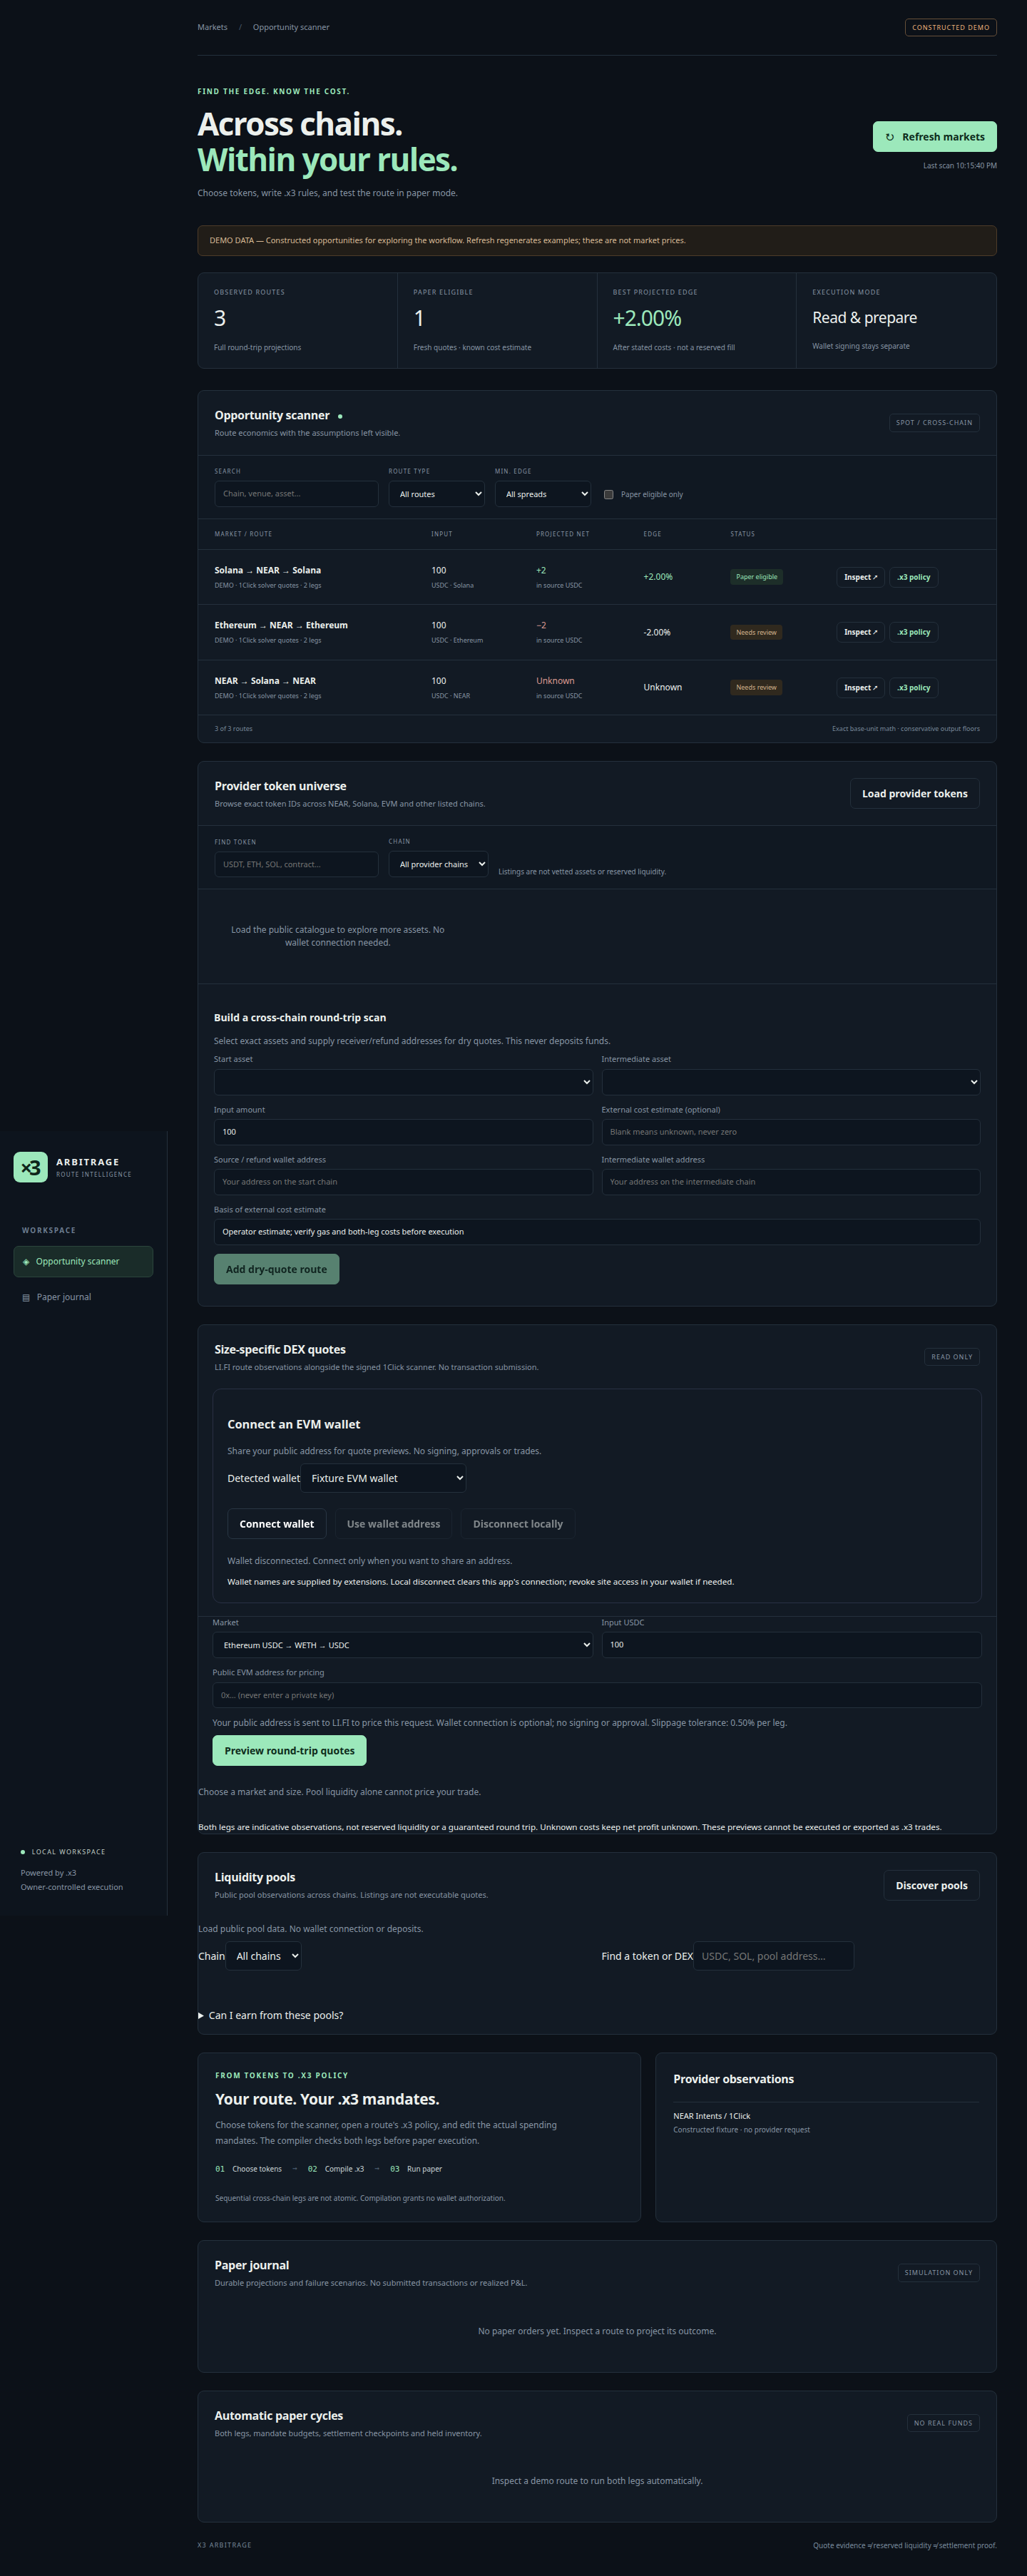 Markets / Opportunity scanner
CONSTRUCTED DEMO
FIND THE EDGE. KNOW THE COST.
Across chains.
Within your rules.
Choose tokens, write .x3 rules, and test the route in paper mode.
↻ Refresh markets
Last scan 10:15:40 PM
DEMO DATA — Constructed opportunities for exploring the workflow. Refresh regenerates examples; these are not market prices.
OBSERVED ROUTES
3
Full round-trip projections
PAPER ELIGIBLE
1
Fresh quotes · known cost estimate
BEST PROJECTED EDGE
+2.00%
After stated costs · not a reserved fill
EXECUTION MODE
Read & prepare
Wallet signing stays separate
Opportunity scanner
Route economics with the assumptions left visible.
SPOT / CROSS-CHAIN
SEARCH
Chain, venue, asset...
ROUTE TYPE
All routes
MIN. EDGE
All spreads
Paper eligible only
MARKET / ROUTE INPUT PROJECTED NET EDGE STATUS
Solana → NEAR → Solana 100 +2 +2.00% Paper eligible Inspect ↗ .x3 policy
DEMO · 1Click solver quotes · 2 legs USDC · Solana in source USDC
Ethereum → NEAR → Ethereum 100 −2 -2.00% Needs review Inspect ↗ .x3 policy
DEMO · 1Click solver quotes · 2 legs USDC · Ethereum in source USDC
NEAR → Solana → NEAR 100 Unknown Unknown Needs review Inspect ↗ .x3 policy
DEMO · 1Click solver quotes · 2 legs USDC · NEAR in source USDC
3 of 3 routes Exact base-unit math · conservative output floors
Provider token universe
Browse exact token IDs across NEAR, Solana, EVM and other listed chains.
Load provider tokens
FIND TOKEN
USDT, ETH, SOL, contract...
CHAIN
All provider chains
Listings are not vetted assets or reserved liquidity.
Load the public catalogue to explore more assets. No
wallet connection needed.
Build a cross-chain round-trip scan
Select exact assets and supply receiver/refund addresses for dry quotes. This never deposits funds.
Start asset
Intermediate asset
Input amount
100
External cost estimate (optional)
Blank means unknown, never zero
Source / refund wallet address
Your address on the start chain
Intermediate wallet address
Your address on the intermediate chain
Basis of external cost estimate
Operator estimate; verify gas and both-leg costs before execution
Add dry-quote route
×3 ARBITRAGE
ROUTE INTELLIGENCE
WORKSPACE
◈ Opportunity scanner
▤ Paper journal
LOCAL WORKSPACE
Powered by .x3
Owner-controlled execution
Size-specific DEX quotes
LI.FI route observations alongside the signed 1Click scanner. No transaction submission.
READ ONLY
Connect an EVM wallet
Share your public address for quote previews. No signing, approvals or trades.
Detected wallet Fixture EVM wallet
Connect wallet Use wallet address Disconnect locally
Wallet disconnected. Connect only when you want to share an address.
Wallet names are supplied by extensions. Local disconnect clears this app's connection; revoke site access in your wallet if needed.
Market
Ethereum USDC → WETH → USDC
Input USDC
100
Public EVM address for pricing
0x... (never enter a private key)
Your public address is sent to LI.FI to price this request. Wallet connection is optional; no signing or approval. Slippage tolerance: 0.50% per leg.
Preview round-trip quotes
Choose a market and size. Pool liquidity alone cannot price your trade.
Both legs are indicative observations, not reserved liquidity or a guaranteed round trip. Unknown costs keep net profit unknown. These previews cannot be executed or exported as .x3 trades.
Liquidity pools
Public pool observations across chains. Listings are not executable quotes.
Discover pools
Load public pool data. No wallet connection or deposits.
Chain All chains
Find a token or DEX USDC, SOL, pool address...
▶ Can I earn from these pools?
FROM TOKENS TO .X3 POLICY
Your route. Your .x3 mandates.
Choose tokens for the scanner, open a route's .x3 policy, and edit the actual spending
mandates. The compiler checks both legs before paper execution.
01 Choose tokens → 02 Compile .x3 → 03 Run paper
Sequential cross-chain legs are not atomic. Compilation grants no wallet authorization.
Provider observations
NEAR Intents / 1Click
Constructed fixture · no provider request
Paper journal
Durable projections and failure scenarios. No submitted transactions or realized P&L.
SIMULATION ONLY
No paper orders yet. Inspect a route to project its outcome.
Automatic paper cycles
Both legs, mandate budgets, settlement checkpoints and held inventory.
NO REAL FUNDS
Inspect a demo route to run both legs automatically.
X3 ARBITRAGE
Quote evidence ≠ reserved liquidity ≠ settlement proof.